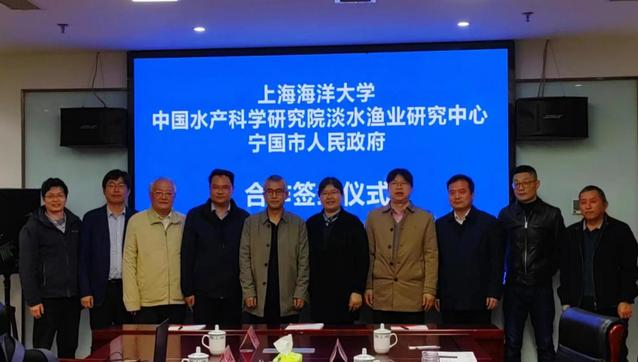 上海海洋大学
中国水产科学研究院淡水渔业研究中心
宁国市人民政府
合作签 仪式